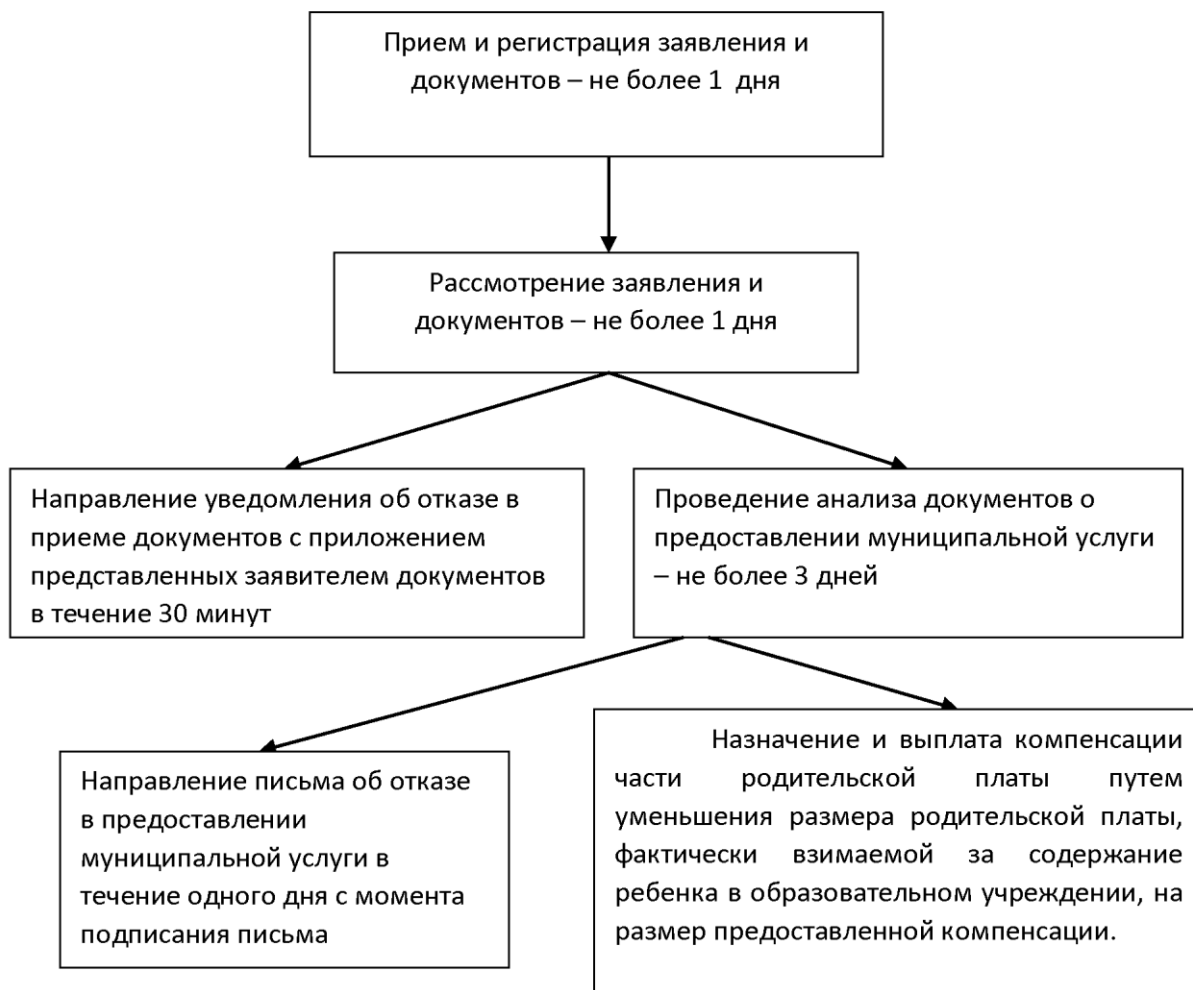 Прием и регистрация заявления и
документов – не более 1 дня
Рассмотрение заявления и
документов – не более 1 дня
Направление уведомления об отказе в
приеме документов с приложением
представленных заявителем документов
в течение 30 минут
Проведение анализа документов о
предоставлении муниципальной услуги
– не более 3 дней
Направление письма об отказе
в предоставлении
муниципальной услуги в
течение одного дня с момента
подписания письма
Назначение и выплата компенсации
части родительской платы путем
уменьшения размера родительской платы,
фактически взимаемой за содержание
ребенка в образовательном учреждении, на
размер предоставленной компенсации.